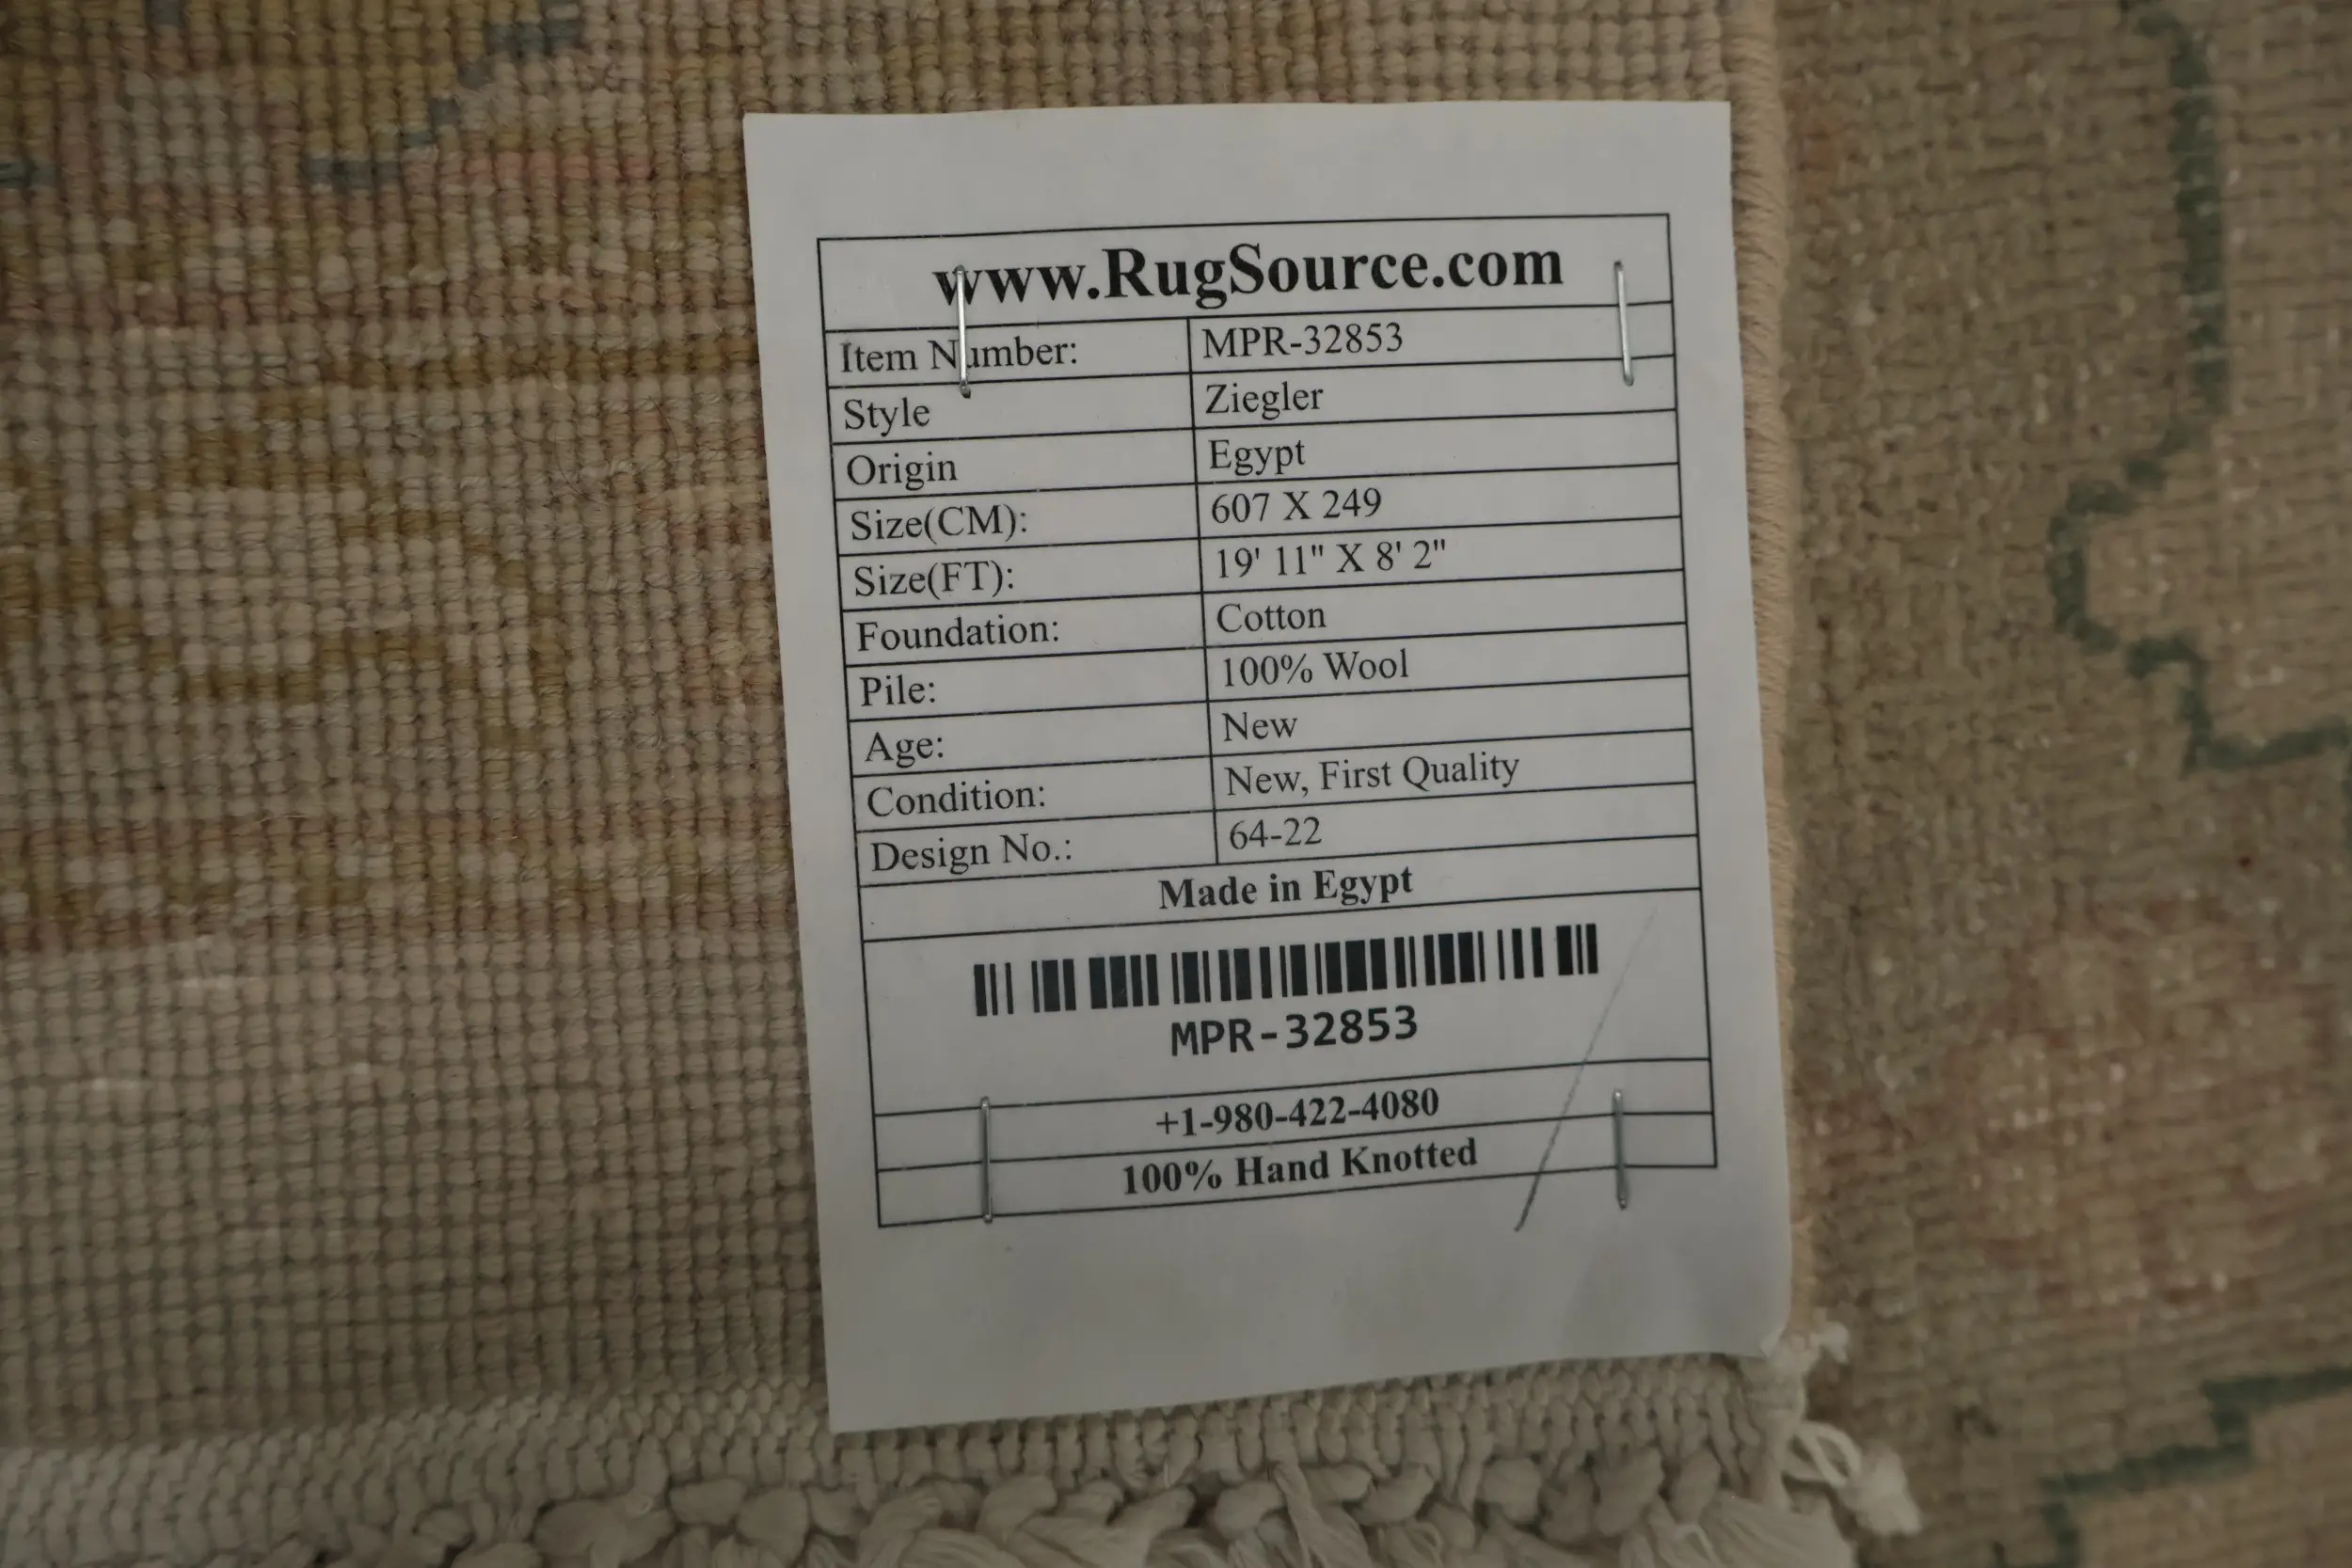 www.RugSource.com
Item Number: MPR-32853
Style Ziegler
Origin Egypt
Size(CM): 607 X 249
Size(FT): 19' 11" X 8' 2"
Foundation: Cotton
Pile: 100% Wool
Age: New
Condition: New, First Quality
Design No.: 64-22
Made in Egypt
MPR-32853
+1-980-422-4080
100% Hand Knotted